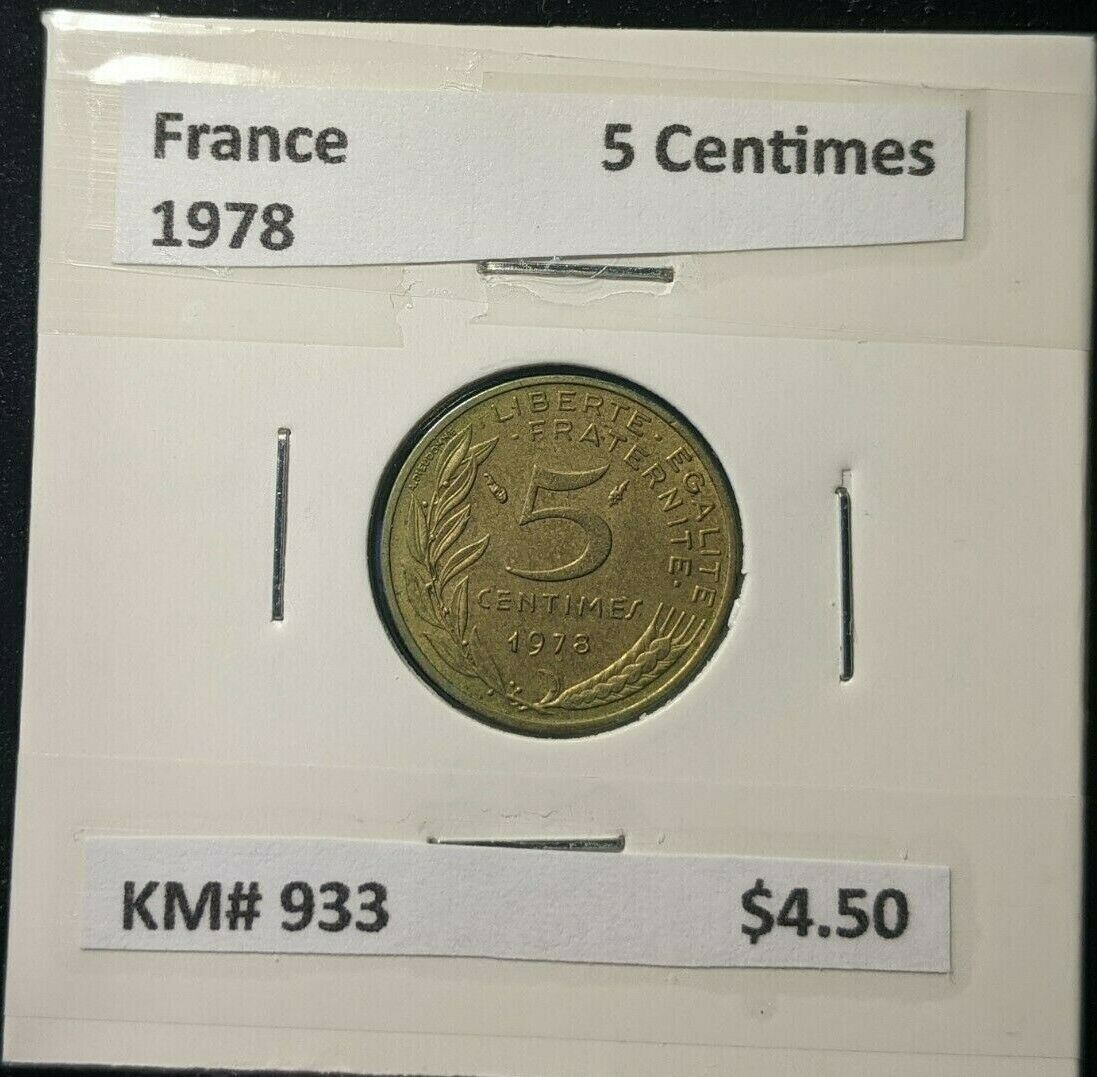 France 5 Centimes
1978
LIBERTE · EGALITE
· FRATERNITE ·
5
CENTIMES
1978
KM# 933 $4.50